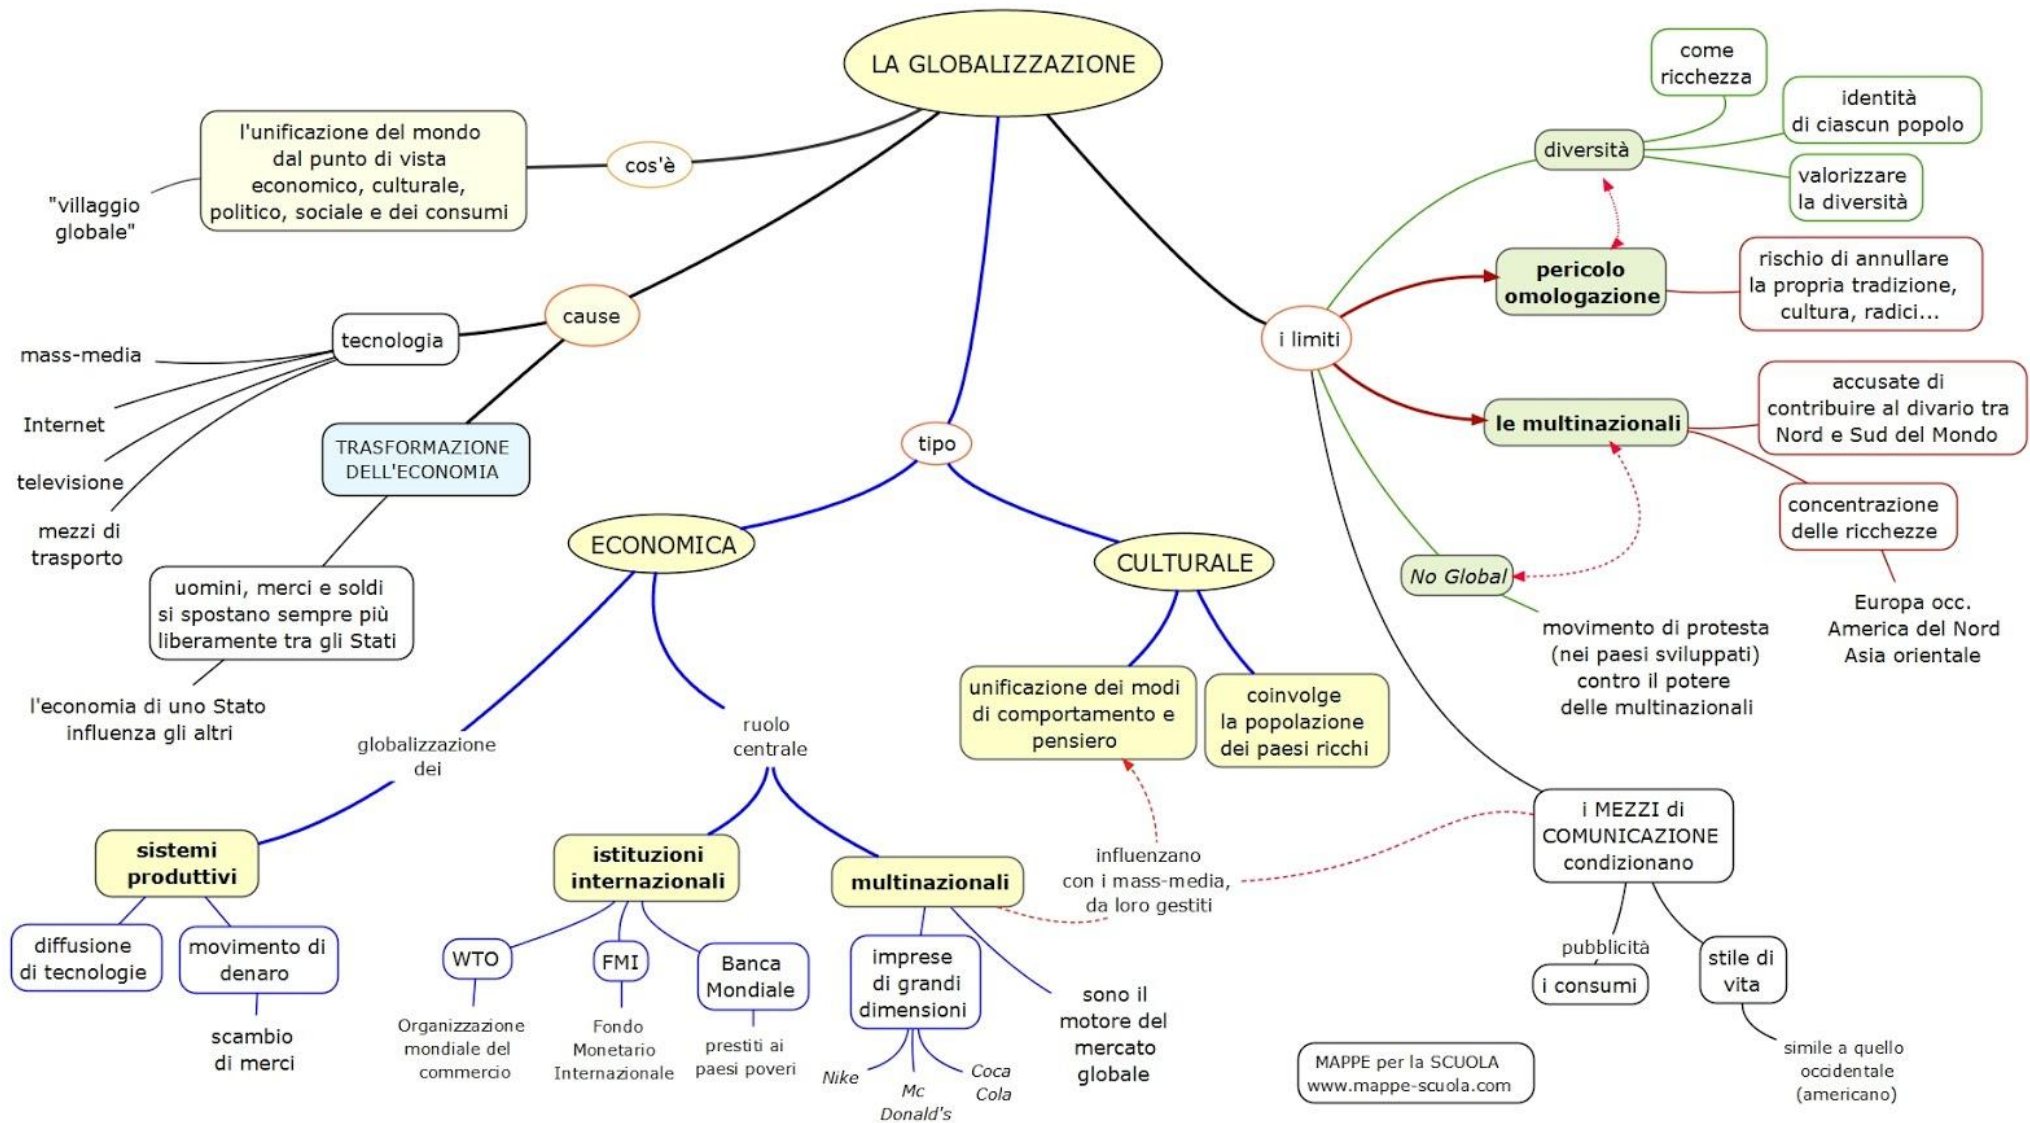 LA GLOBALIZZAZIONE
cos'è
l'unificazione del mondo
dal punto di vista
economico, culturale,
politico, sociale e dei consumi
"villaggio
globale"
cause
tecnologia
mass-media
Internet
televisione
mezzi di
trasporto
TRASFORMAZIONE
DELL'ECONOMIA
uomini, merci e soldi
si spostano sempre più
liberamente tra gli Stati
l'economia di uno Stato
influenza gli altri
tipo
ECONOMICA
globalizzazione
dei
sistemi
produttivi
diffusione
di tecnologie
movimento di
denaro
scambio
di merci
ruolo
centrale
istituzioni
internazionali
WTO
Organizzazione
mondiale del
commercio
FMI
Fondo
Monetario
Internazionale
Banca
Mondiale
prestiti ai
paesi poveri
multinazionali
imprese
di grandi
dimensioni
Nike
Mc
Donald's
Coca
Cola
sono il
motore del
mercato
globale
influenzano
con i mass-media,
da loro gestiti
CULTURALE
unificazione dei modi
di comportamento e
pensiero
coinvolge
la popolazione
dei paesi ricchi
i limiti
diversità
come
ricchezza
identità
di ciascun popolo
valorizzare
la diversità
pericolo
omologazione
rischio di annullare
la propria tradizione,
cultura, radici...
le multinazionali
accusate di
contribuire al divario tra
Nord e Sud del Mondo
concentrazione
delle ricchezze
Europa occ.
America del Nord
Asia orientale
No Global
movimento di protesta
(nei paesi sviluppati)
contro il potere
delle multinazionali
i MEZZI di
COMUNICAZIONE
condizionano
pubblicità
i consumi
stile di
vita
simile a quello
occidentale
(americano)
MAPPE per la SCUOLA
www.mappe-scuola.com